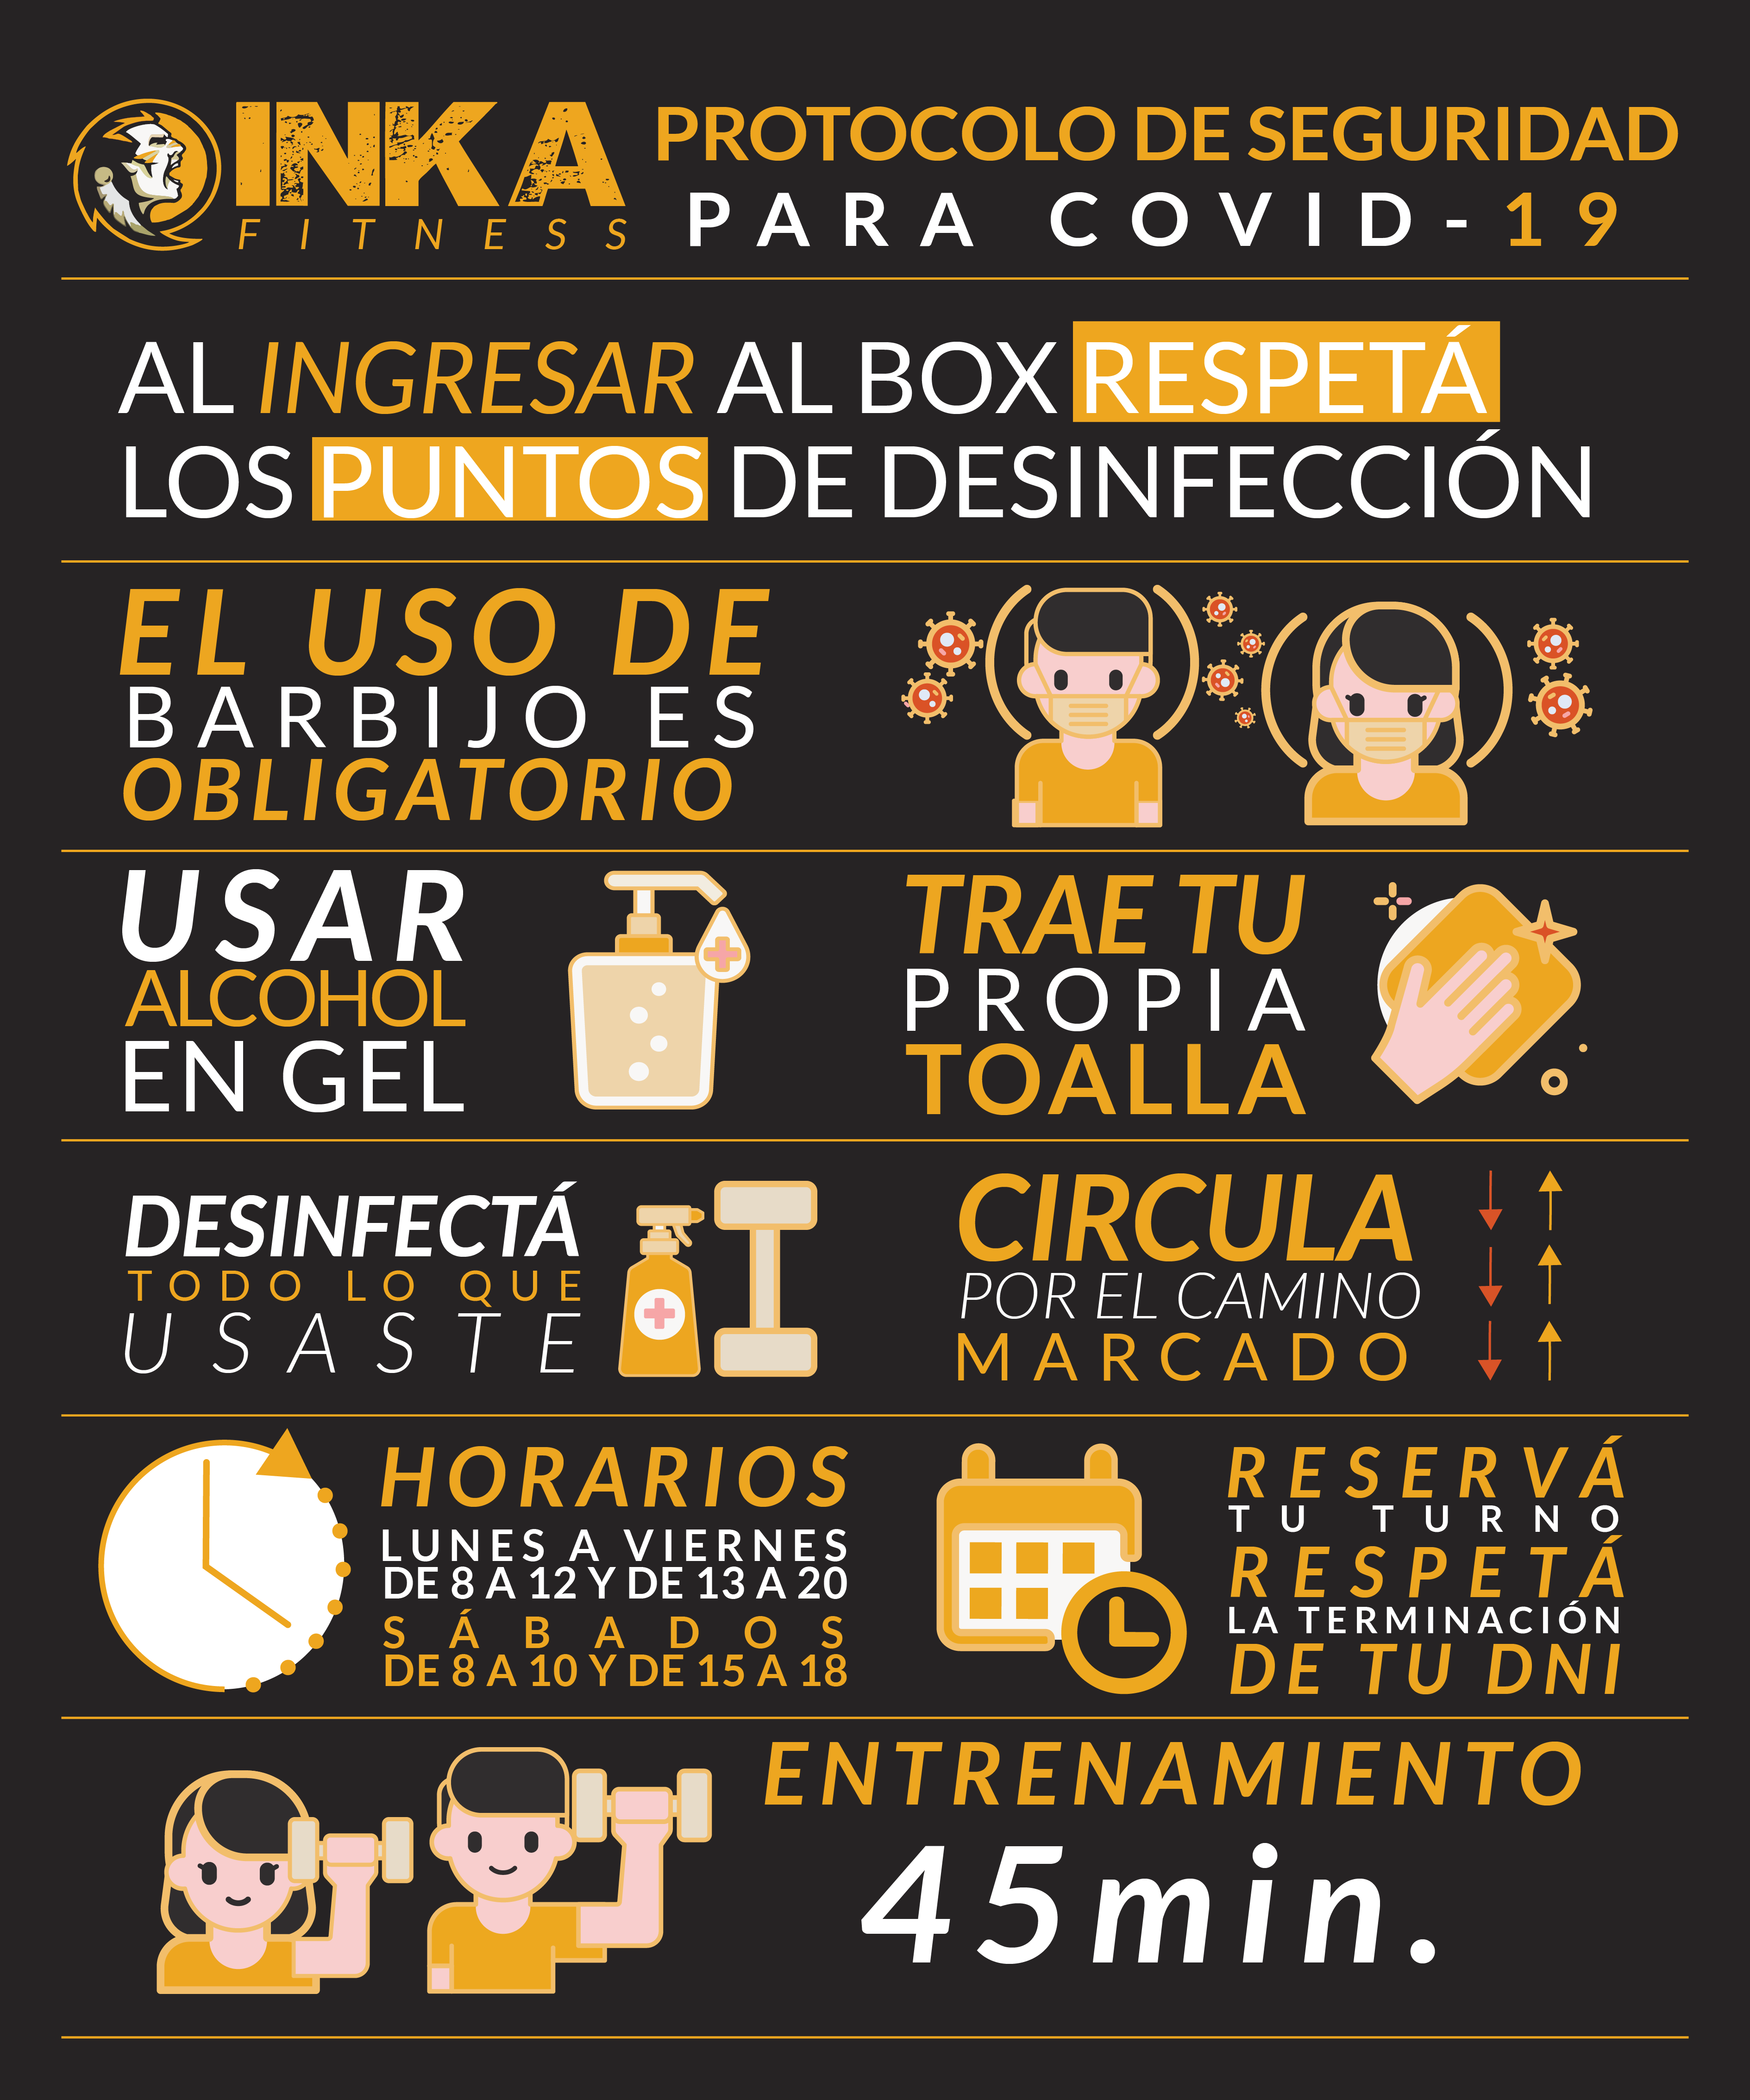 INKA
FITNESS
PROTOCOLO DE SEGURIDAD
PARA COVID-19
AL INGRESAR AL BOX RESPETÁ
LOS PUNTOS DE DESINFECCIÓN
EL USO DE
BARBIJO ES
OBLIGATORIO
USAR
ALCOHOL
EN GEL
TRAE TU
PROPIA
TOALLA
DESINFECTÁ
TODO LO QUE
USASTE
CIRCULA
POR EL CAMINO
MARCADO
HORARIOS
LUNES A VIERNES
DE 8 A 12 Y DE 13 A 20
SÁBADOS
DE 8 A 10 Y DE 15 A 18
RESERVÁ
TU TURNO
RESPETÁ
LA TERMINACIÓN
DE TU DNI
ENTRENAMIENTO
45min.